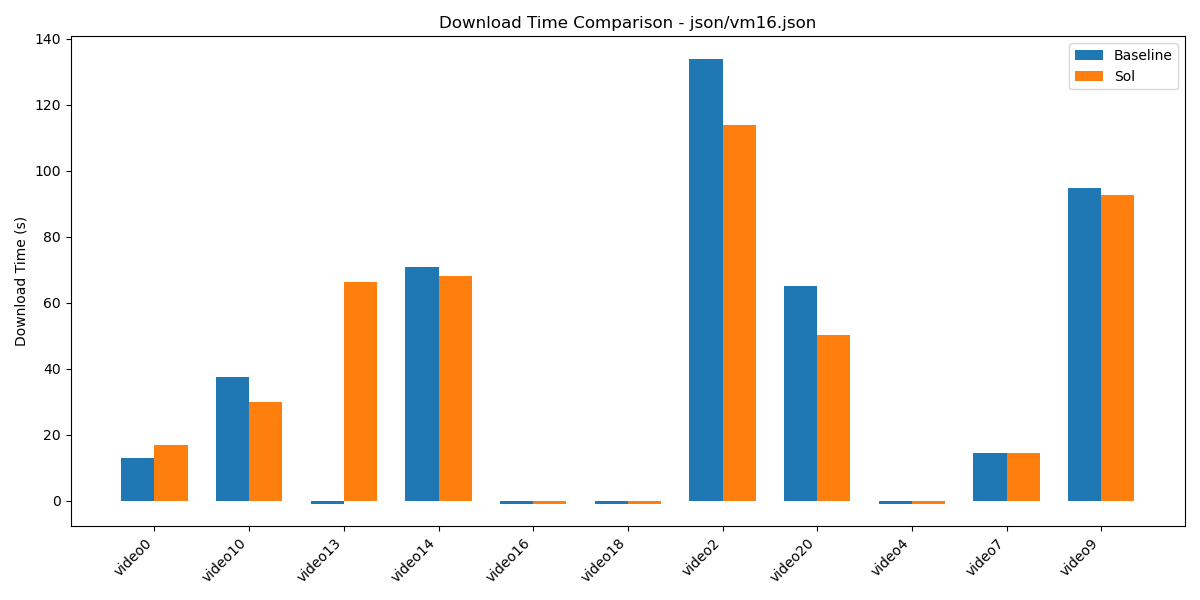 Download Time Comparison - json/vm16.json
Baseline
Sol
Download Time (s)
140
120
100
80
60
40
20
0
video0
video10
video13
video14
video16
video18
video2
video20
video4
video7
video9